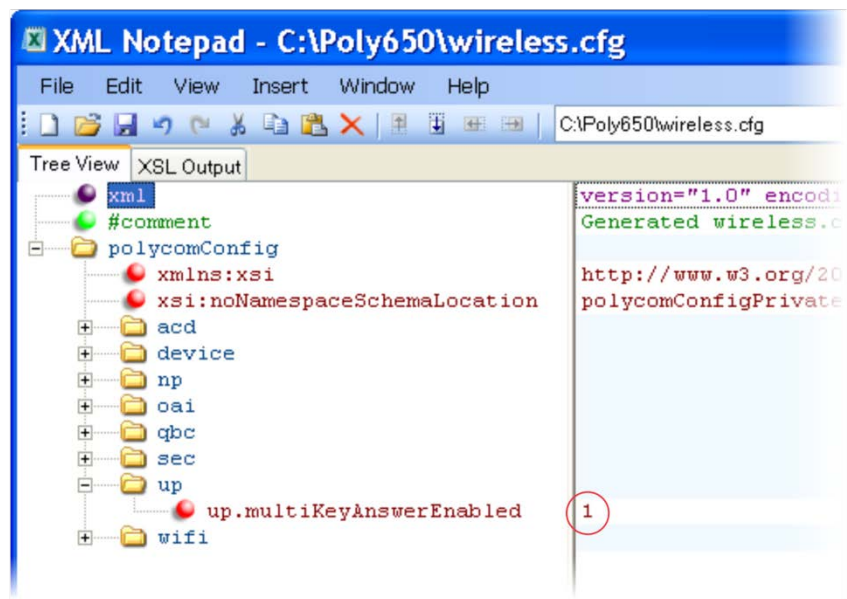 XML Notepad - C:\Poly650\wireless.cfg
File Edit View Insert Window Help
C:\Poly650\wireless.cfg
Tree View XSL Output
xml version="1.0" encodi
#comment Generated wireless.c
polycomConfig
xmlns:xsi http://www.w3.org/20
xsi:noNamespaceSchemaLocation polycomConfigPrivate
acd
device
np
oai
qbc
sec
up
up.multiKeyAnswerEnabled 1
wifi